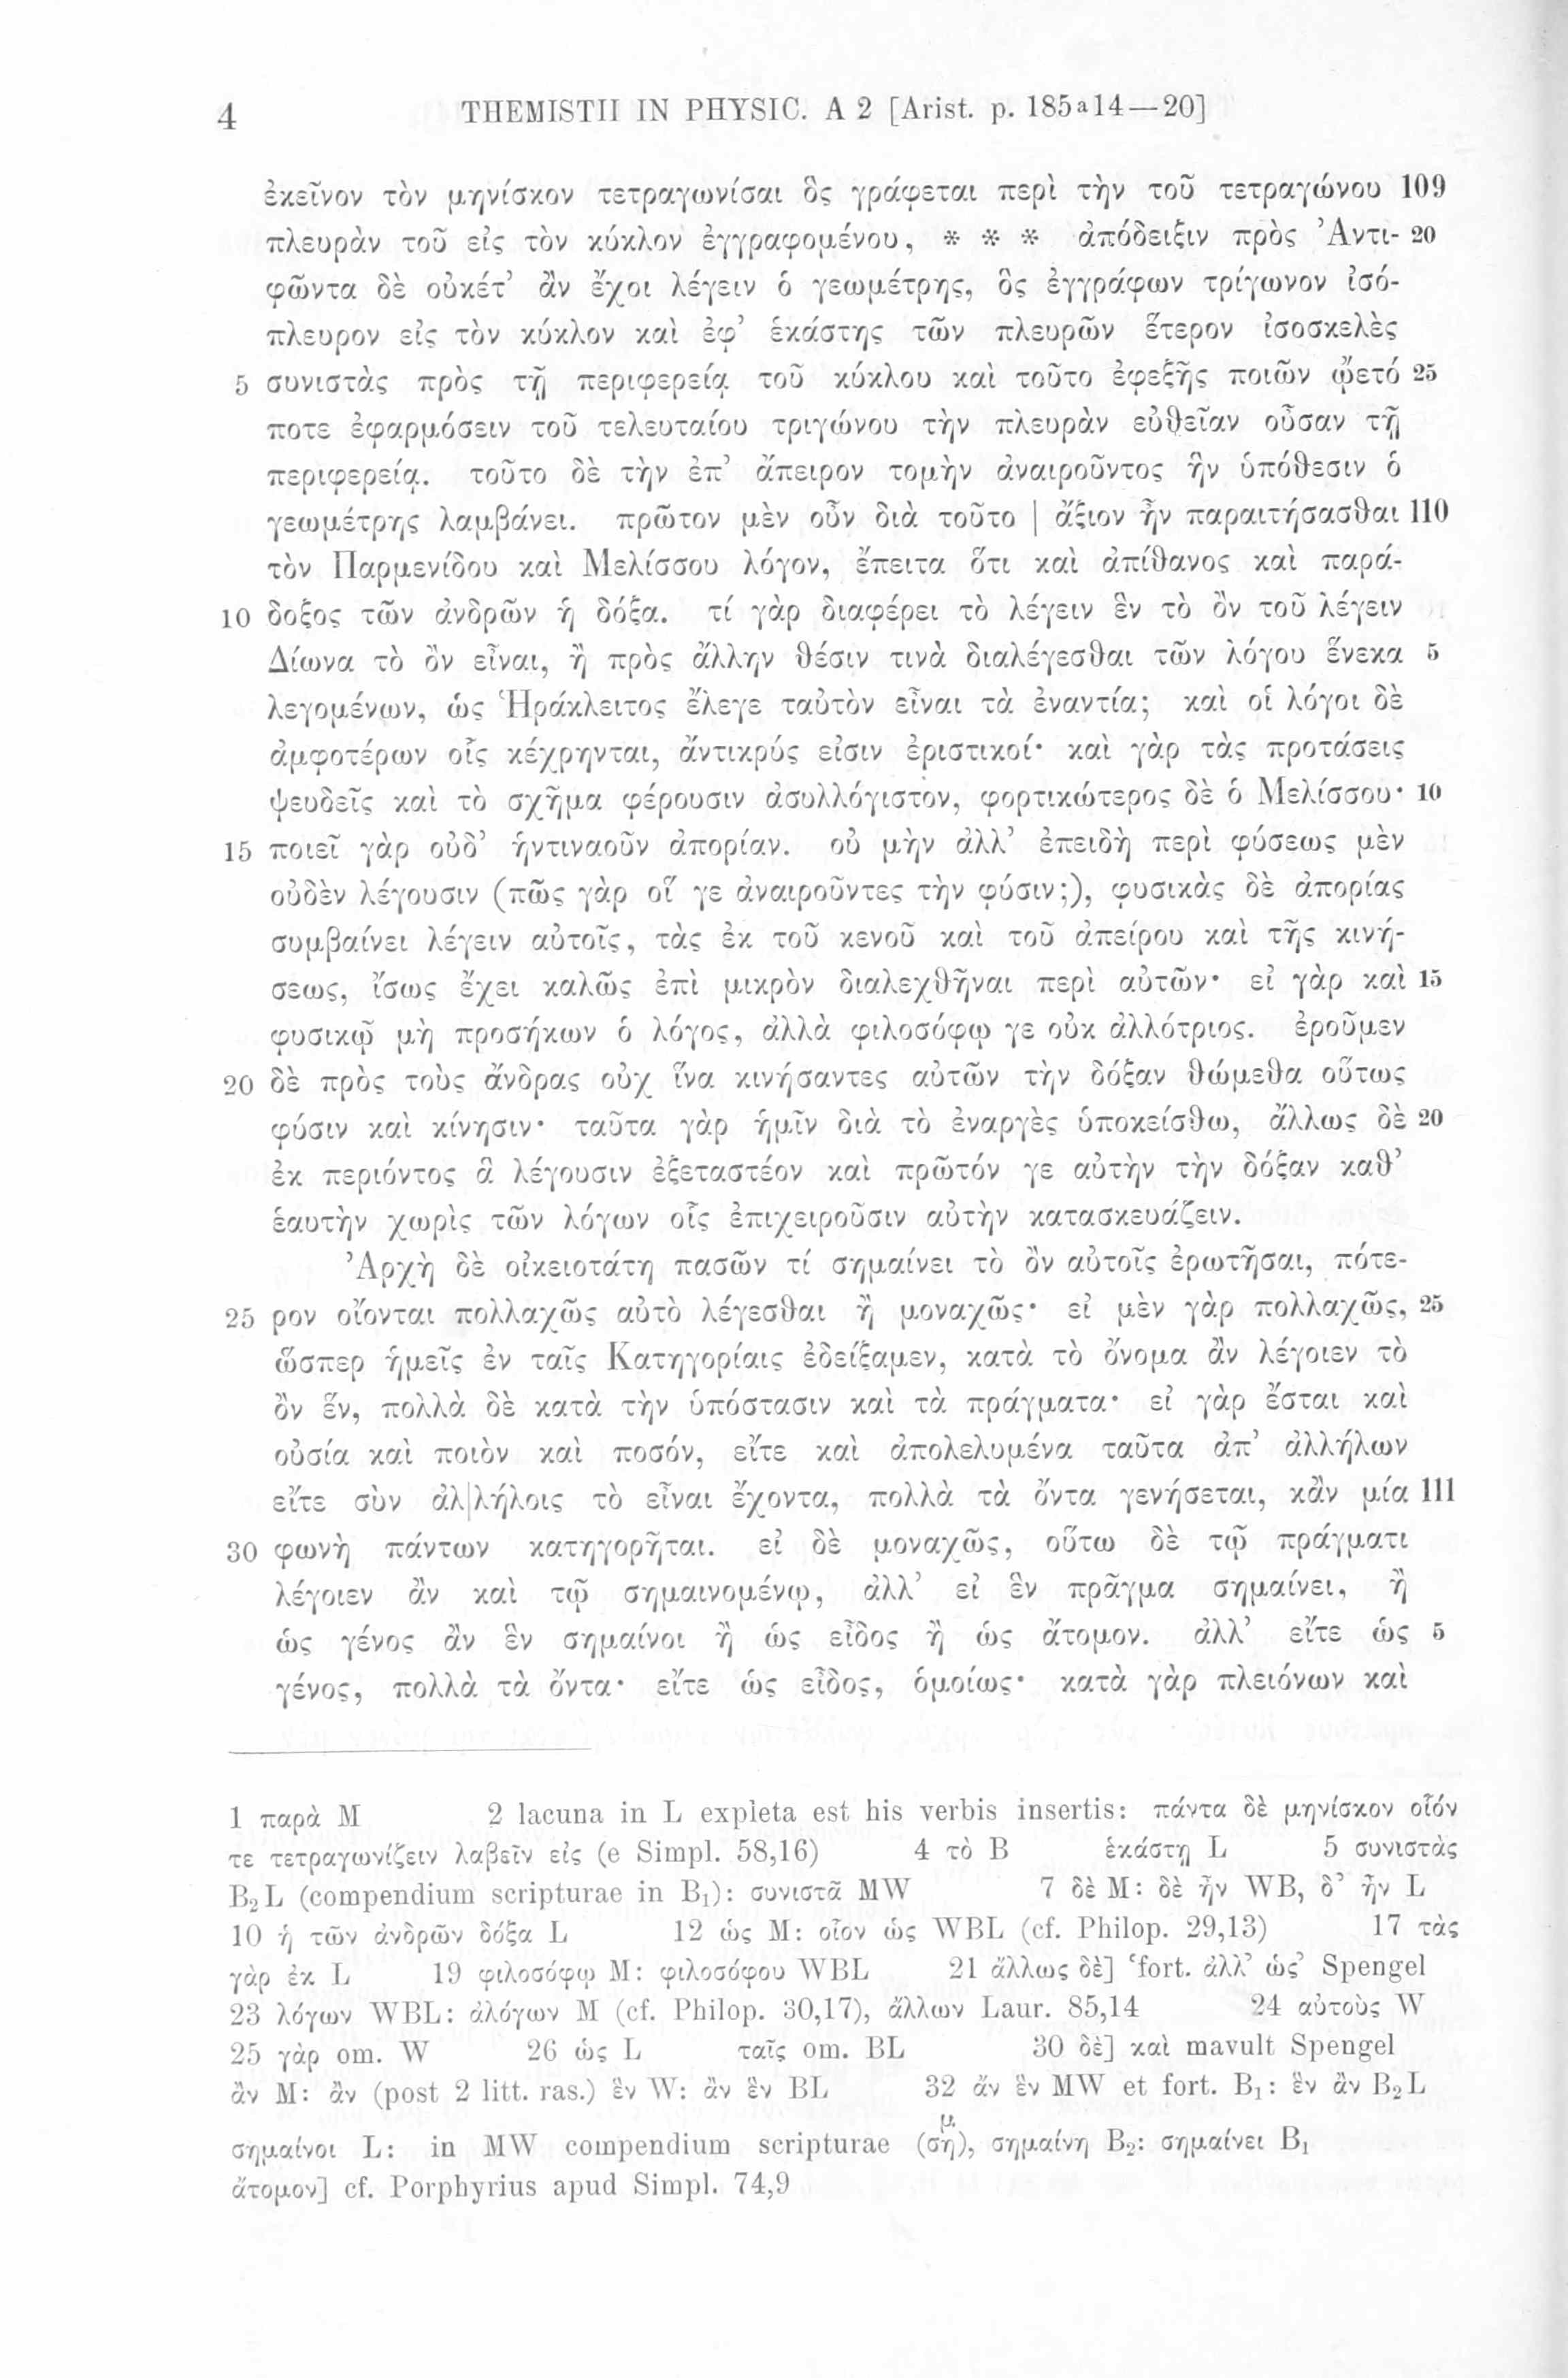 4 THEMISTII IN PHYSIC. A 2 [Arist. p. 185a14—20]
ἐκεῖνον τὸν μηνίσκον τετραγωνίσαι ὃς γράφεται περὶ τὴν τοῦ τετραγώνου 109
πλευρὰν τοῦ εἰς τὸν κύκλον ἐγγραφομένου, * * * ἀπόδειξιν πρὸς Ἀντι- 20
φῶντα δὲ οὐκέτ’ ἂν ἔχοι λέγειν ὁ γεωμέτρης, ὃς ἐγγράφων τρίγωνον ἰσό-
πλευρον εἰς τὸν κύκλον καὶ ἐφ’ ἑκάστης τῶν πλευρῶν ἕτερον ἰσοσκελὲς
5 συνιστὰς πρὸς τῇ περιφερείᾳ τοῦ κύκλου καὶ τοῦτο ἐφεξῆς ποιῶν ᾤετό 25
ποτε ἐφαρμόσειν τοῦ τελευταίου τριγώνου τὴν πλευρὰν εὐθεῖαν οὖσαν τῇ
περιφερείᾳ. τοῦτο δὲ τὴν ἐπ’ ἄπειρον τομὴν ἀναιροῦντος ἣν ὑπόθεσιν ὁ
γεωμέτρης λαμβάνει. πρῶτον μὲν οὖν διὰ τοῦτο | ἄξιον ἦν παραιτήσασθαι 110
τὸν Παρμενίδου καὶ Μελίσσου λόγον, ἔπειτα ὅτι καὶ ἀπίθανος καὶ παρά-
10 δοξος τῶν ἀνδρῶν ἡ δόξα. τί γὰρ διαφέρει τὸ λέγειν ἓν τὸ ὂν τοῦ λέγειν
Δίωνα τὸ ὂν εἶναι, ἢ πρὸς ἄλλην θέσιν τινὰ διαλέγεσθαι τῶν λόγου ἕνεκα 5
λεγομένων, ὡς Ἡράκλειτος ἔλεγε ταὐτὸν εἶναι τὰ ἐναντία; καὶ οἱ λόγοι δὲ
ἀμφοτέρων οἷς κέχρηνται, ἄντικρύς εἰσιν ἐριστικοί· καὶ γὰρ τὰς προτάσεις
ψευδεῖς καὶ τὸ σχῆμα φέρουσιν ἀσυλλόγιστον, φορτικώτερος δὲ ὁ Μελίσσου· 10
15 ποιεῖ γὰρ οὐδ’ ἡντιναοῦν ἀπορίαν. οὐ μὴν ἀλλ’ ἐπειδὴ περὶ φύσεως μὲν
οὐδὲν λέγουσιν (πῶς γὰρ οἵ γε ἀναιροῦντες τὴν φύσιν;), φυσικὰς δὲ ἀπορίας
συμβαίνει λέγειν αὐτοῖς, τὰς ἐκ τοῦ κενοῦ καὶ τοῦ ἀπείρου καὶ τῆς κινή-
σεως, ἴσως ἔχει καλῶς ἐπὶ μικρὸν διαλεχθῆναι περὶ αὐτῶν· εἰ γὰρ καὶ 15
φυσικῷ μὴ προσήκων ὁ λόγος, ἀλλὰ φιλοσόφῳ γε οὐκ ἀλλότριος. ἐροῦμεν
20 δὲ πρὸς τοὺς ἄνδρας οὐχ ἵνα κινήσαντες αὐτῶν τὴν δόξαν θώμεθα οὕτως
φύσιν καὶ κίνησιν· ταῦτα γὰρ ἡμῖν διὰ τὸ ἐναργὲς ὑποκείσθω, ἄλλως δὲ 20
ἐκ περιόντος ἃ λέγουσιν ἐξεταστέον καὶ πρῶτόν γε αὐτὴν τὴν δόξαν καθ’
ἑαυτὴν χωρὶς τῶν λόγων οἷς ἐπιχειροῦσιν αὐτὴν κατασκευάζειν.
Ἀρχὴ δὲ οἰκειοτάτη πασῶν τί σημαίνει τὸ ὂν αὐτοῖς ἐρωτῆσαι, πότε-
25 ρον οἴονται πολλαχῶς αὐτὸ λέγεσθαι ἢ μοναχῶς· εἰ μὲν γὰρ πολλαχῶς, 25
ὥσπερ ἡμεῖς ἐν ταῖς Κατηγορίαις ἐδείξαμεν, κατὰ τὸ ὄνομα ἂν λέγοιεν τὸ
ὂν ἕν, πολλὰ δὲ κατὰ τὴν ὑπόστασιν καὶ τὰ πράγματα· εἰ γὰρ ἔσται καὶ
οὐσία καὶ ποιὸν καὶ ποσόν, εἴτε καὶ ἀπολελυμένα ταῦτα ἀπ’ ἀλλήλων
εἴτε σὺν ἀλ|λήλοις τὸ εἶναι ἔχοντα, πολλὰ τὰ ὄντα γενήσεται, κἂν μία 111
30 φωνὴ πάντων κατηγορῆται. εἰ δὲ μοναχῶς, οὕτω δὲ τῷ πράγματι
λέγοιεν ἂν καὶ τῷ σημαινομένῳ, ἀλλ’ εἰ ἓν πρᾶγμα σημαίνει, ἢ
ὡς γένος ἂν ἓν σημαίνοι ἢ ὡς εἶδος ἢ ὡς ἄτομον. ἀλλ’ εἴτε ὡς 5
γένος, πολλὰ τὰ ὄντα· εἴτε ὡς εἶδος, ὁμοίως· κατὰ γὰρ πλειόνων καὶ
1 παρὰ M 2 lacuna in L expleta est his verbis insertis: πάντα δὲ μηνίσκον οἷόν
τε τετραγωνίζειν λαβεῖν εἰς (e Simpl. 58,16) 4 τὸ B ἑκάστῃ L 5 συνιστὰς
B₂L (compendium scripturae in B₁): συνιστᾶ MW 7 δὲ M: δὲ ἦν WB, δ’ ἦν L
10 ἡ τῶν ἀνδρῶν δόξα L 12 ὡς M: οἷον ὡς WBL (cf. Philop. 29,13) 17 τὰς
γὰρ ἐκ L 19 φιλοσόφῳ M: φιλοσόφου WBL 21 ἄλλως δὲ] ‘fort. ἀλλ’ ὡς’ Spengel
23 λόγων WBL: ἀλόγων M (cf. Philop. 30,17), ἄλλων Laur. 85,14 24 αὐτοὺς W
25 γὰρ om. W 26 ὡς L ταῖς om. BL 30 δὲ] καὶ mavult Spengel
ἂν M: ἂν (post 2 litt. ras.) ἓν W: ἂν ἓν BL 32 ἄν ἓν MW et fort. B₁: ἓν ἂν B₂L
σημαίνοι L: in MW compendium scripturae (σημ), σημαίνη B₂: σημαίνει B₁
ἄτομον] cf. Porphyrius apud Simpl. 74,9